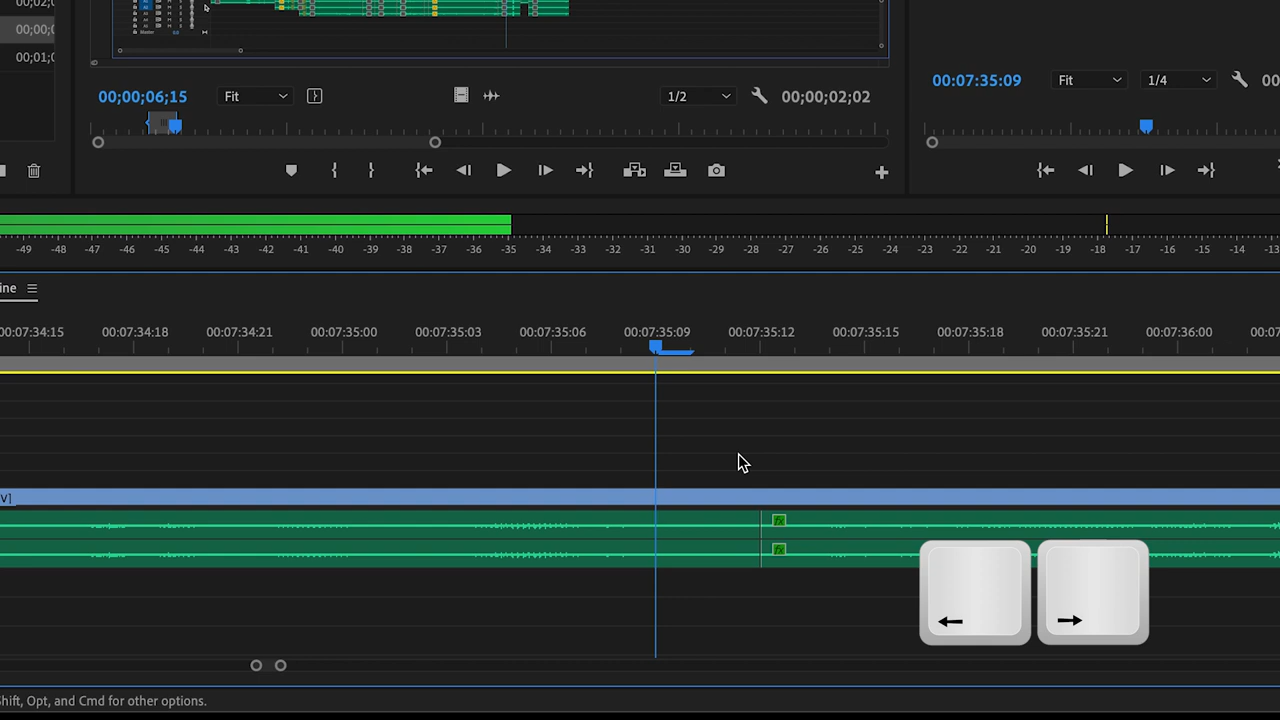 00;02;0
00;00;0
00;01;0
00;00;06;15 Fit 1/2 00;00;02;02
00:07:35:09 Fit 1/4 00
-49 -48 -47 -46 -45 -44 -43 -42 -41 -40 -39 -38 -37 -36 -35 -34 -33 -32 -31 -30 -29 -28 -27 -26 -25 -24 -23 -22 -21 -20 -19 -18 -17 -16 -15 -14 -13
ine
00:07:34:15 00:07:34:18 00:07:34:21 00:07:35:00 00:07:35:03 00:07:35:06 00:07:35:09 00:07:35:12 00:07:35:15 00:07:35:18 00:07:35:21 00:07:36:00 00:07
V]
fx
fx
Shift, Opt, and Cmd for other options.